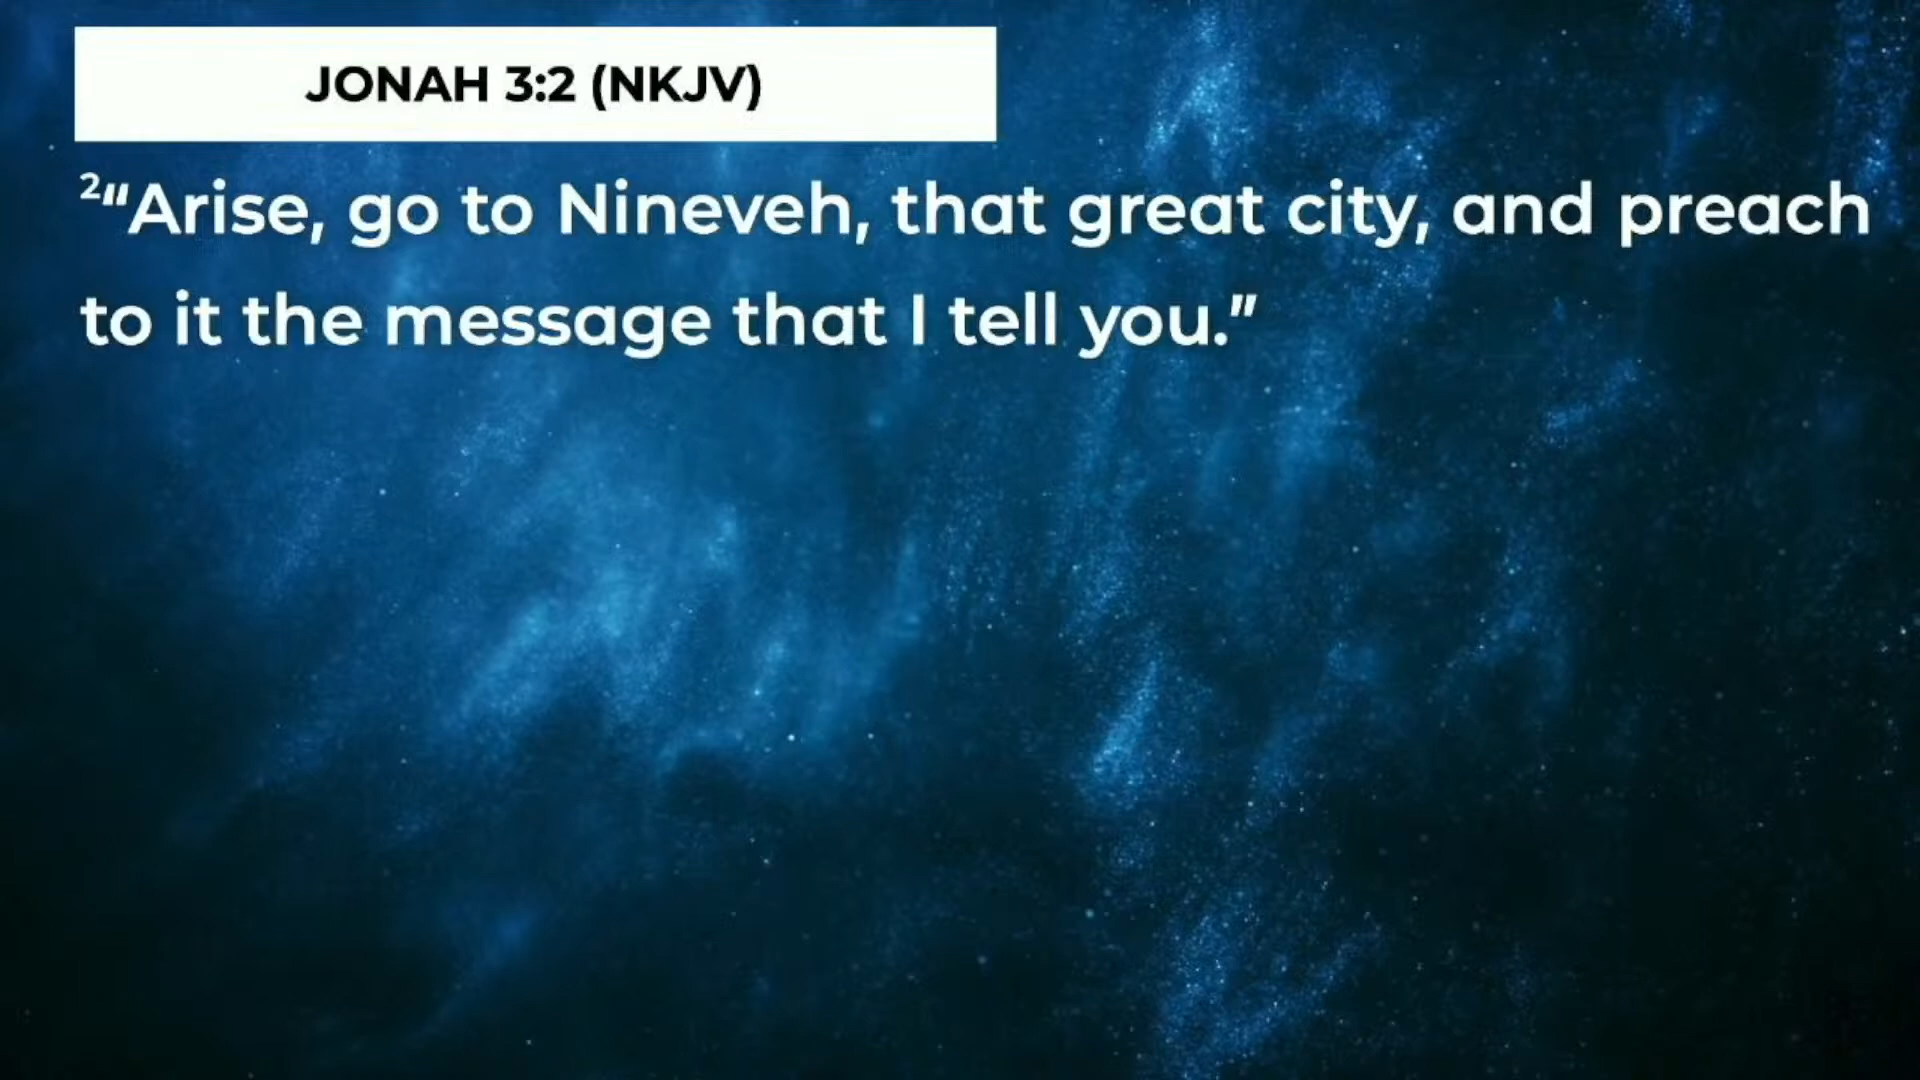 JONAH 3:2 (NKJV)
²“Arise, go to Nineveh, that great city, and preach
to it the message that I tell you.”